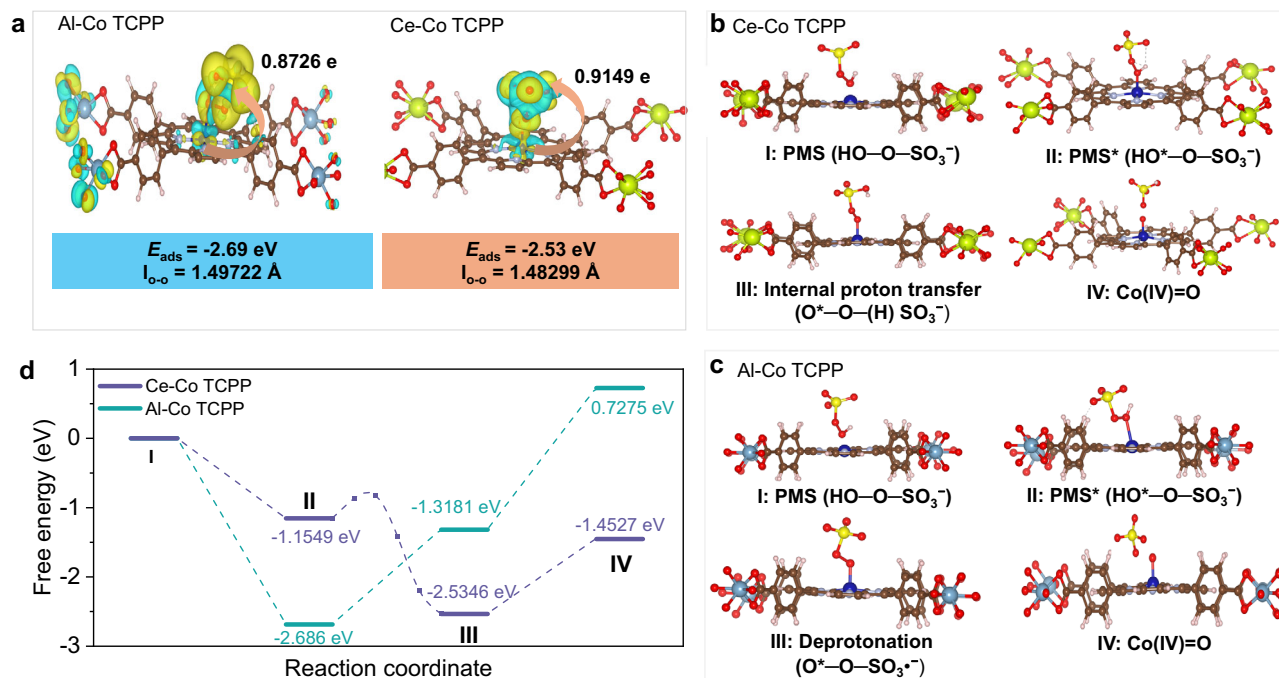 a
Al-Co TCPP
0.8726 e
Ce-Co TCPP
0.9149 e
E_ads = -2.69 eV
l_o-o = 1.49722 Å
E_ads = -2.53 eV
l_o-o = 1.48299 Å
b
Ce-Co TCPP
I: PMS (HO—O—SO₃⁻)
II: PMS* (HO*—O—SO₃⁻)
III: Internal proton transfer
(O*—O—(H) SO₃⁻)
IV: Co(IV)=O
d
Ce-Co TCPP
Al-Co TCPP
Free energy (eV)
1
0
-1
-2
-3
I
II
-1.1549 eV
-2.686 eV
-1.3181 eV
-2.5346 eV
III
0.7275 eV
-1.4527 eV
IV
Reaction coordinate
c
Al-Co TCPP
I: PMS (HO—O—SO₃⁻)
II: PMS* (HO*—O—SO₃⁻)
III: Deprotonation
(O*—O—SO₃•⁻)
IV: Co(IV)=O